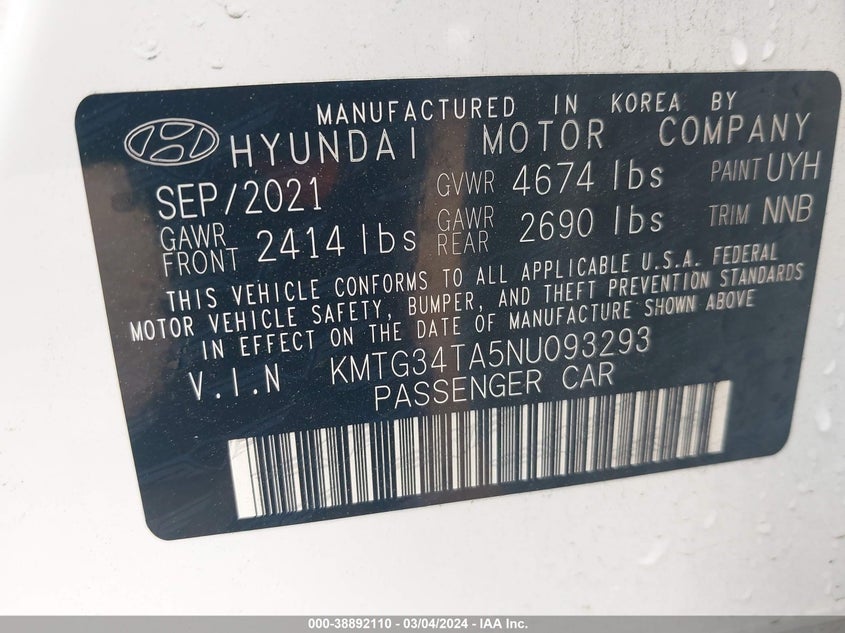 MANUFACTURED IN KOREA BY
HYUNDAI MOTOR COMPANY
SEP/2021 GVWR 4674 lbs PAINT UYH
GAWR FRONT 2414 lbs GAWR REAR 2690 lbs TRIM NNB
THIS VEHICLE CONFORMS TO ALL APPLICABLE U.S.A. FEDERAL
MOTOR VEHICLE SAFETY, BUMPER, AND THEFT PREVENTION STANDARDS
IN EFFECT ON THE DATE OF MANUFACTURE SHOWN ABOVE
V.I.N KMTG34TA5NU093293
PASSENGER CAR
000-38892110 - 03/04/2024 - IAA Inc.